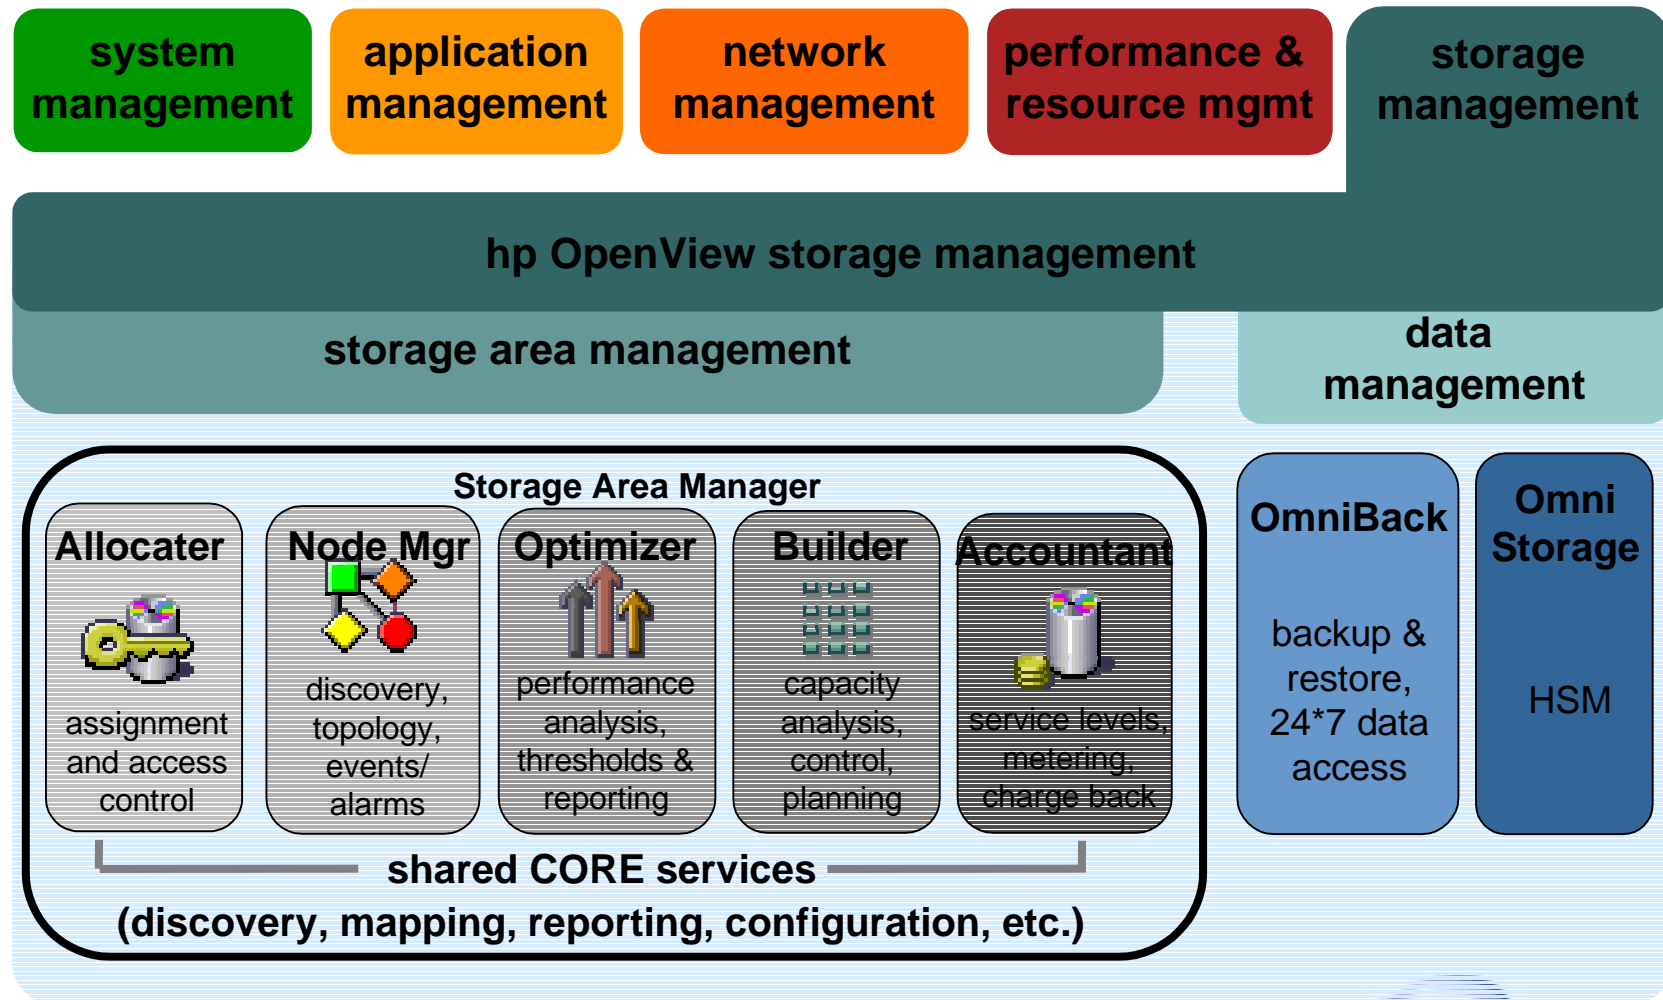 system
management
application
management
network
management
performance &
resource mgmt
storage
management
hp OpenView storage management
storage area management
data
management
Storage Area Manager
Allocater
assignment
and access
control
Node Mgr
discovery,
topology,
events/
alarms
Optimizer
performance
analysis,
thresholds &
reporting
Builder
capacity
analysis,
control,
planning
Accountant
service levels,
metering,
charge back
shared CORE services
(discovery, mapping, reporting, configuration, etc.)
OmniBack
backup &
restore,
24*7 data
access
Omni
Storage
HSM